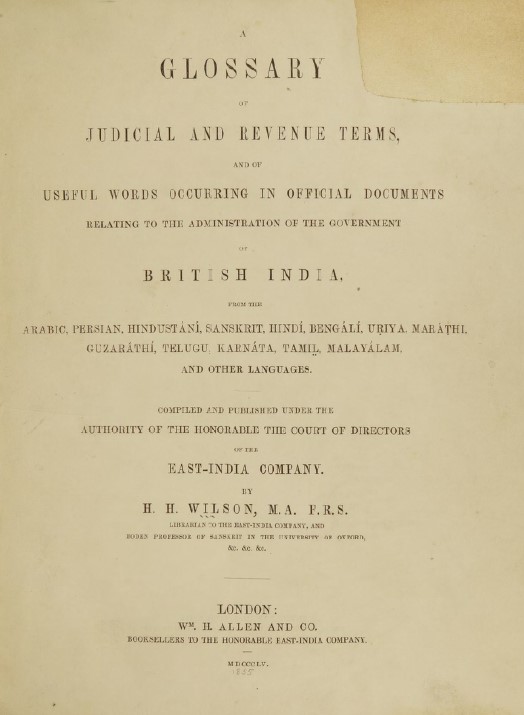 A
GLOSSARY
OF
JUDICIAL AND REVENUE TERMS,
AND OF
USEFUL WORDS OCCURRING IN OFFICIAL DOCUMENTS
RELATING TO THE ADMINISTRATION OF THE GOVERNMENT
OF
BRITISH INDIA,
FROM THE
ARABIC, PERSIAN, HINDUSTÁNÍ, SANSKRIT, HINDÍ, BENGÁLÍ, URIYA, MARÁṬHI,
GUZARÁTHÍ, TELUGU, KARNÁTA, TAMIḶ, MALAYÁLAM,
AND OTHER LANGUAGES.
COMPILED AND PUBLISHED UNDER THE
AUTHORITY OF THE HONORABLE THE COURT OF DIRECTORS
OF THE
EAST-INDIA COMPANY.
BY
H. H. WILSON, M.A. F.R.S.
LIBRARIAN TO THE EAST-INDIA COMPANY, AND
BODEN PROFESSOR OF SANSKRIT IN THE UNIVERSITY OF OXFORD,
&c. &c. &c.
LONDON:
WM. H. ALLEN AND CO.
BOOKSELLERS TO THE HONORABLE EAST-INDIA COMPANY.
MDCCCLV.
1855